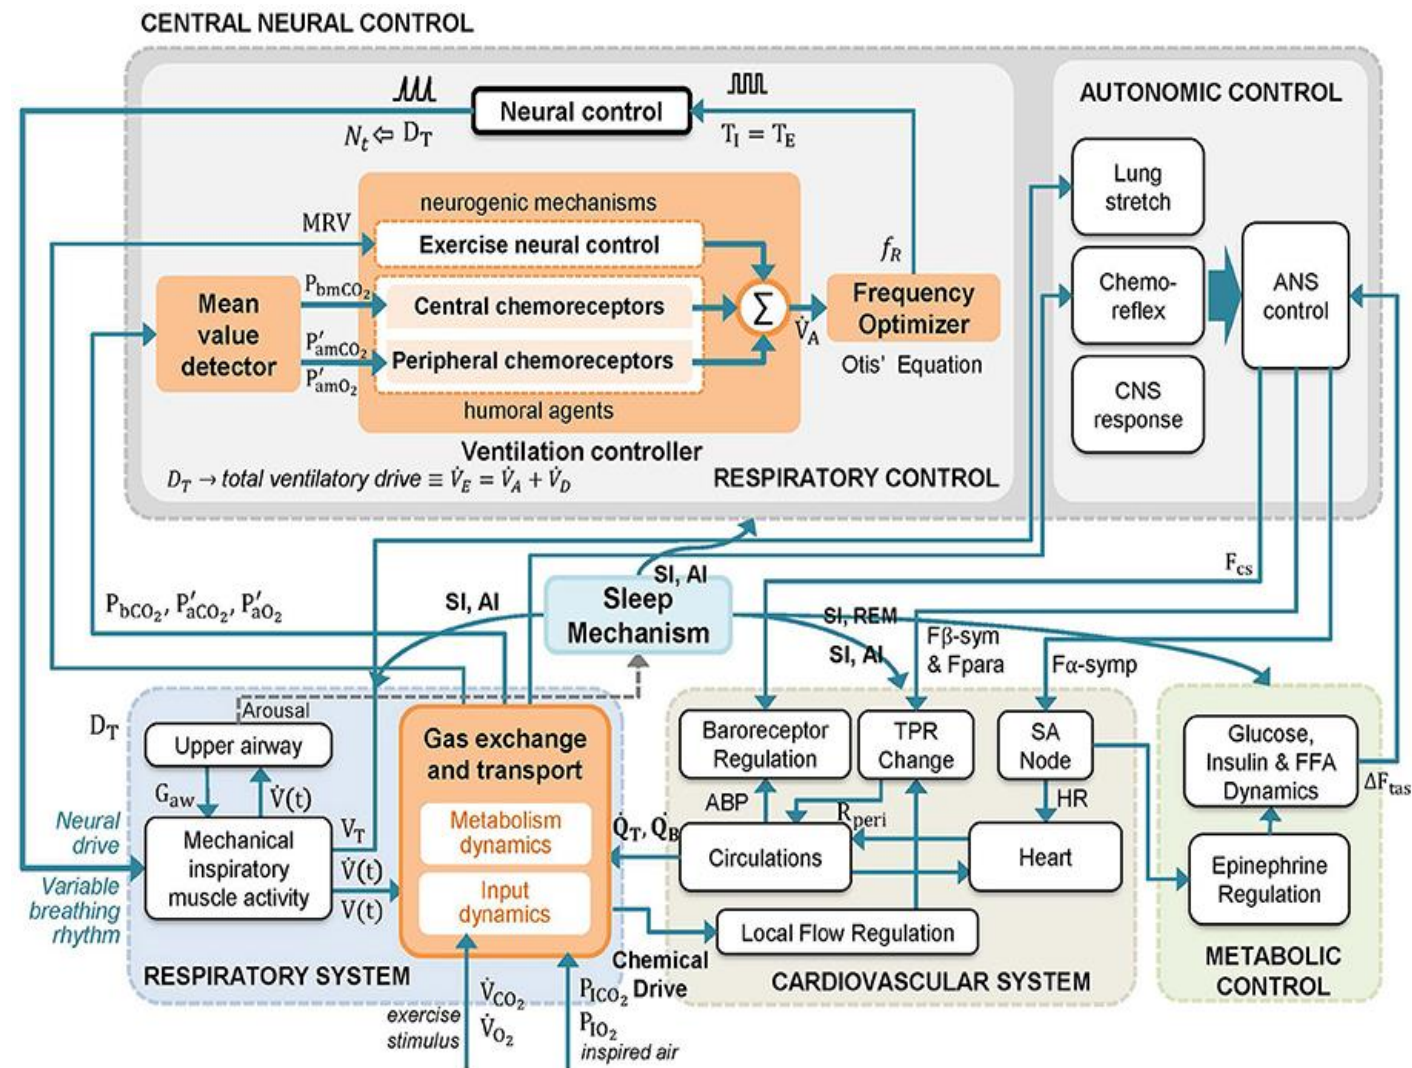 CENTRAL NEURAL CONTROL
Neural control
N_t ⇐ D_T
T_I = T_E
neurogenic mechanisms
MRV
Exercise neural control
Mean
value
detector
P_bmCO₂
P′_amCO₂
P′_amO₂
Central chemoreceptors
Peripheral chemoreceptors
humoral agents
Σ
V̇_A
f_R
Frequency
Optimizer
Otis' Equation
Ventilation controller
D_T → total ventilatory drive ≡ V̇_E = V̇_A + V̇_D
RESPIRATORY CONTROL
AUTONOMIC CONTROL
Lung
stretch
Chemo-
reflex
CNS
response
ANS
control
P_bCO₂, P′_aCO₂, P′_aO₂
SI, AI
SI, AI
Sleep
Mechanism
SI, REM
SI, AI
F_cs
Fβ-sym
& Fpara
Fα-symp
D_T
Arousal
Upper airway
G_aw
V̇(t)
Neural
drive
Variable
breathing
rhythm
Mechanical
inspiratory
muscle activity
V_T
V̇(t)
V(t)
RESPIRATORY SYSTEM
Gas exchange
and transport
Metabolism
dynamics
Input
dynamics
exercise
stimulus
V̇_CO₂
V̇_O₂
P_ICO₂
P_IO₂
inspired air
Chemical
Drive
Q̇_T, Q̇_B
Baroreceptor
Regulation
TPR
Change
SA
Node
ABP
R_peri
HR
Circulations
Heart
Local Flow Regulation
CARDIOVASCULAR SYSTEM
Glucose,
Insulin & FFA
Dynamics
ΔF_tas
Epinephrine
Regulation
METABOLIC
CONTROL